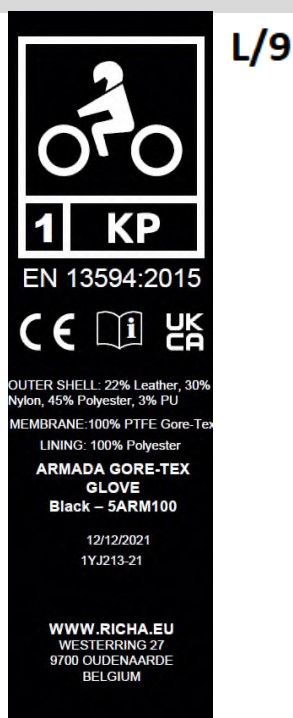 L/9
1 KP
EN 13594:2015
CE i UK
CA
OUTER SHELL: 22% Leather, 30%
Nylon, 45% Polyester, 3% PU
MEMBRANE:100% PTFE Gore-Tex
LINING: 100% Polyester
ARMADA GORE-TEX
GLOVE
Black – 5ARM100
12/12/2021
1YJ213-21
WWW.RICHA.EU
WESTERRING 27
9700 OUDENAARDE
BELGIUM